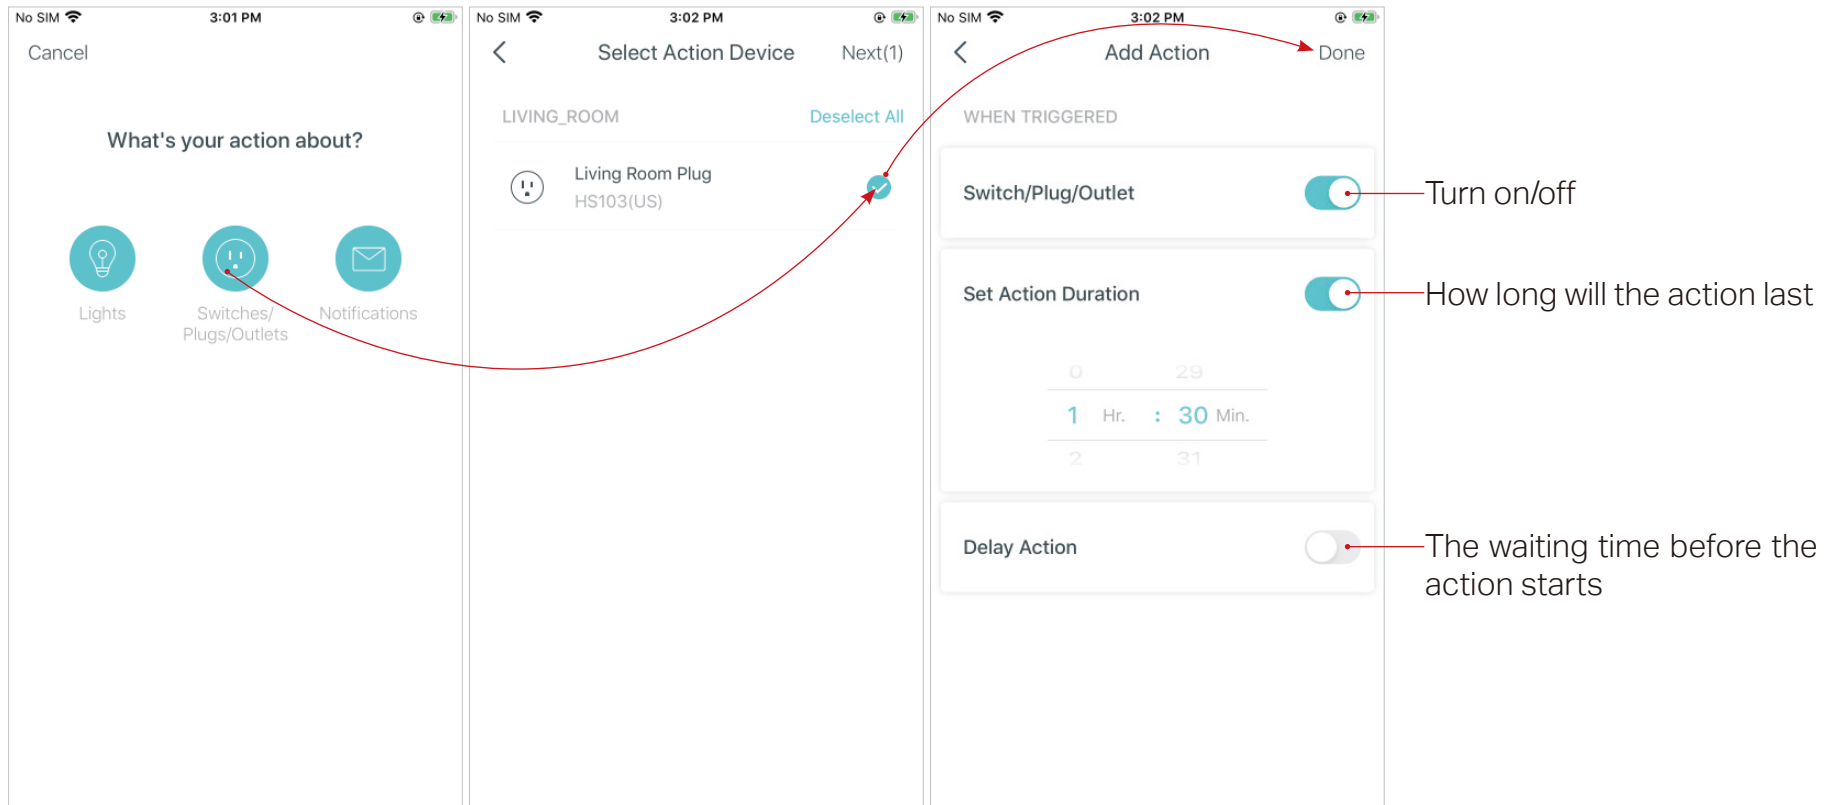 No SIM 3:01 PM
Cancel
What's your action about?
Lights
Switches/
Plugs/Outlets
Notifications
No SIM 3:02 PM
Select Action Device Next(1)
LIVING_ROOM Deselect All
Living Room Plug
HS103(US)
No SIM 3:02 PM
Add Action Done
WHEN TRIGGERED
Switch/Plug/Outlet
Turn on/off
Set Action Duration
How long will the action last
0 29
1 Hr. : 30 Min.
2 31
Delay Action
The waiting time before the
action starts